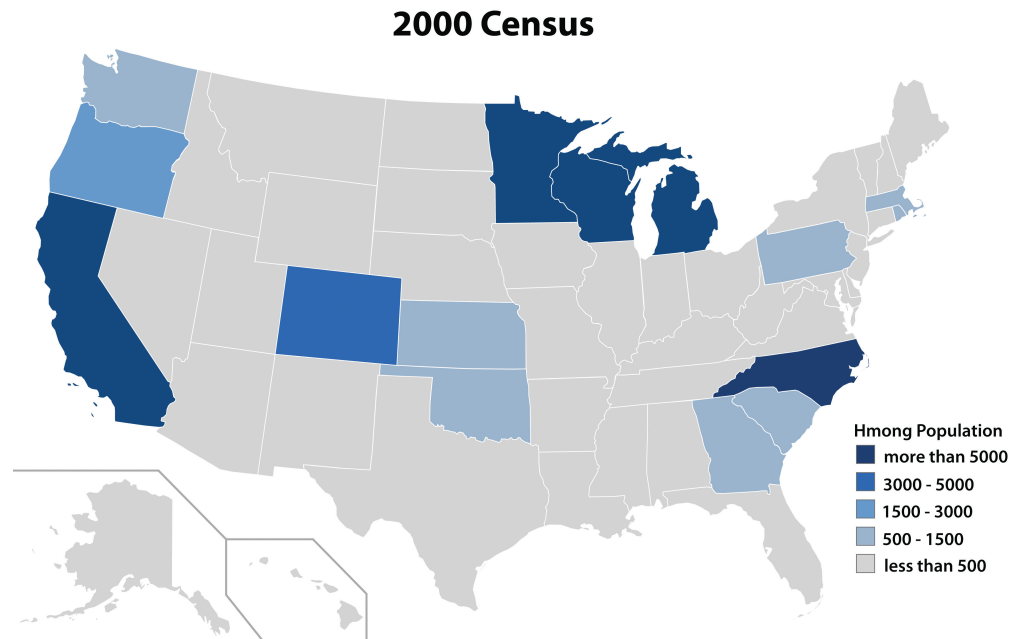 2000 Census
Hmong Population
more than 5000
3000 - 5000
1500 - 3000
500 - 1500
less than 500